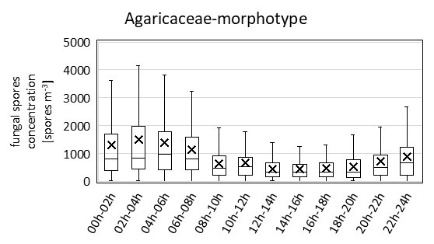 Agaricaceae-morphotype
fungal spores
concentration
[spores m⁻³]
5000
4000
3000
2000
1000
0
00h-02h
02h-04h
04h-06h
06h-08h
08h-10h
10h-12h
12h-14h
14h-16h
16h-18h
18h-20h
20h-22h
22h-24h